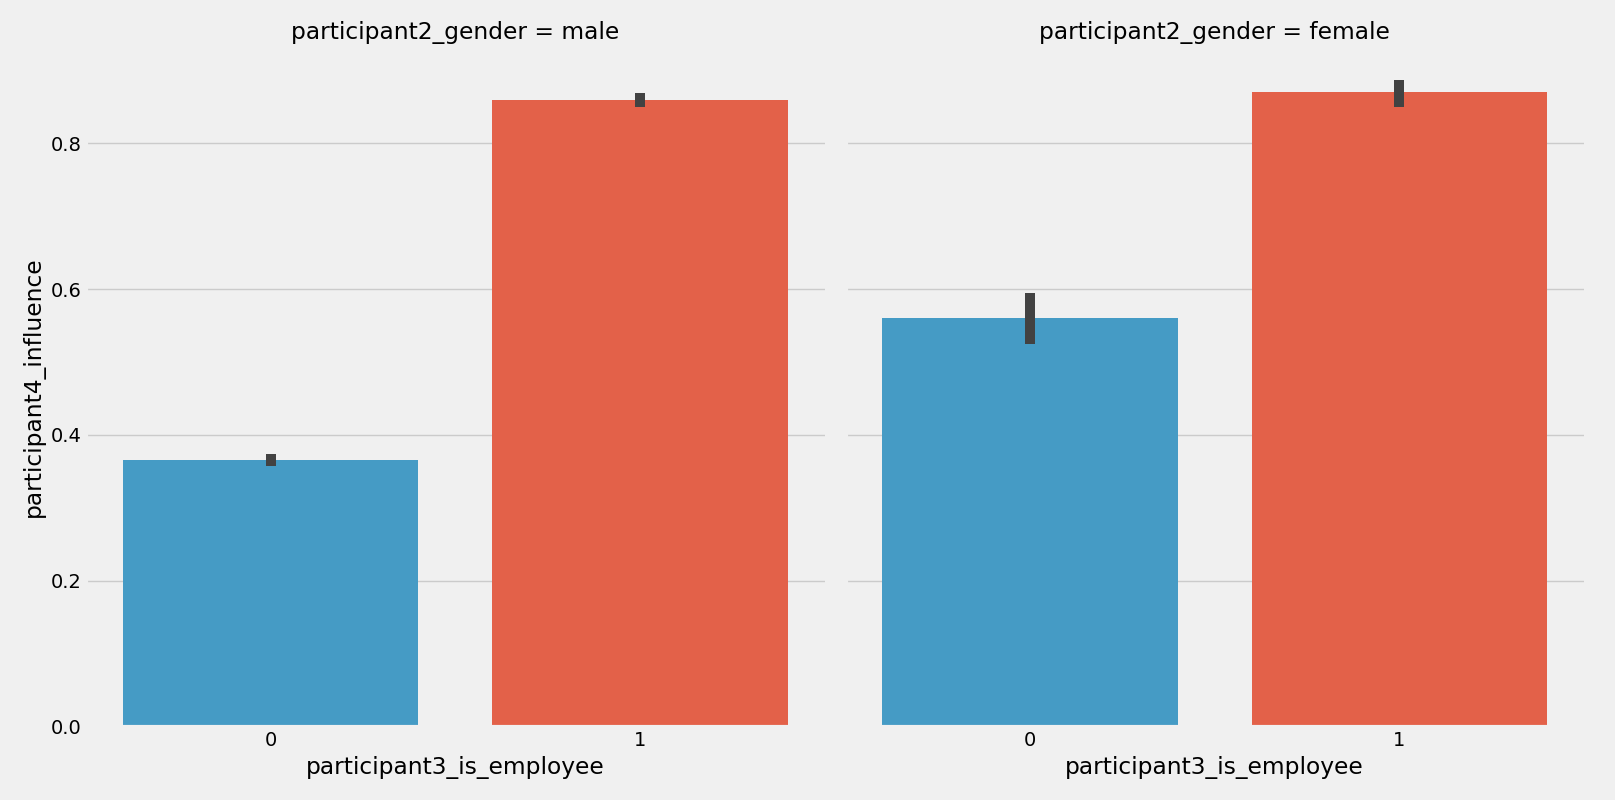 participant2_gender = male
participant2_gender = female
participant4_influence
0.8
0.6
0.4
0.2
0.0
0
1
0
1
participant3_is_employee
participant3_is_employee